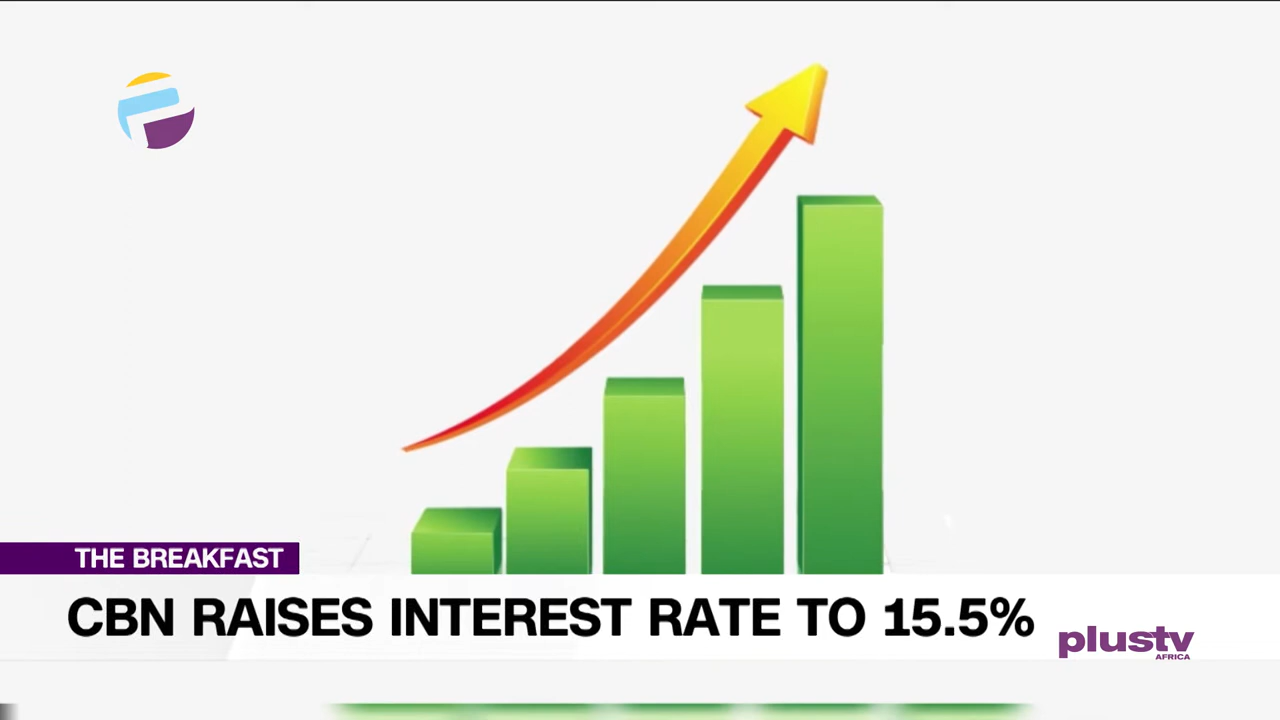 THE BREAKFAST
CBN RAISES INTEREST RATE TO 15.5%
plustv
AFRICA